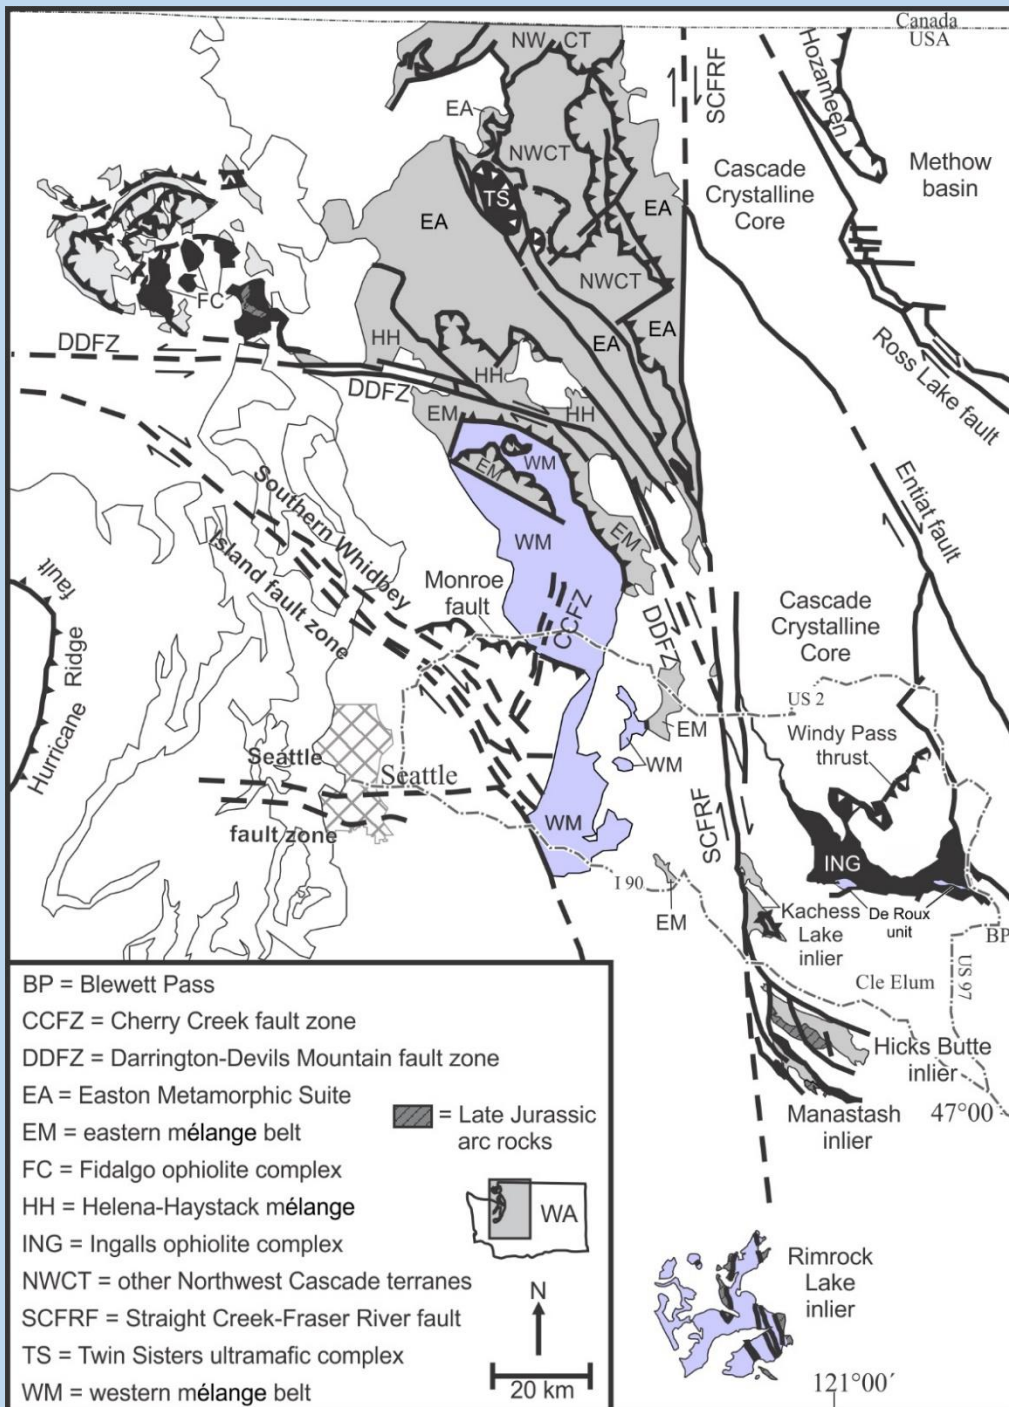 Canada
USA
NW CT
Hozameen
SCFRF
EA
NWCT
Cascade
Crystalline
Core
Methow
basin
TS
EA
EA
NWCT
FC
EA
EA
HH
DDFZ
Ross Lake fault
HH
DDFZ
EM
HH
WM
EM
Southern Whidbey
Island fault zone
WM
EM
Entiat fault
Monroe
fault
CCFZ
DDFZ
Cascade
Crystalline
Core
Hurricane Ridge fault
US 2
EM
Windy Pass
thrust
WM
Seattle
Seattle
fault zone
WM
SCFRF
ING
I 90
EM
Kachess
Lake
inlier
De Roux
unit
BP
US 97
Cle Elum
Hicks Butte
inlier
47°00
Manastash
inlier
BP = Blewett Pass
CCFZ = Cherry Creek fault zone
DDFZ = Darrington-Devils Mountain fault zone
EA = Easton Metamorphic Suite
EM = eastern mélange belt
FC = Fidalgo ophiolite complex
HH = Helena-Haystack mélange
ING = Ingalls ophiolite complex
NWCT = other Northwest Cascade terranes
SCFRF = Straight Creek-Fraser River fault
TS = Twin Sisters ultramafic complex
WM = western mélange belt
= Late Jurassic
arc rocks
WA
N
20 km
Rimrock
Lake
inlier
121°00´